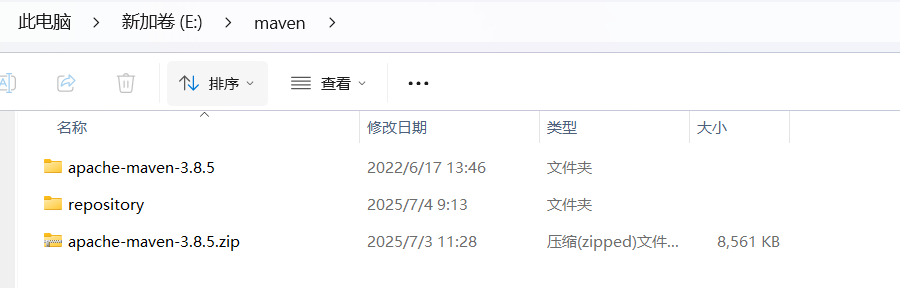 此电脑 > 新加卷 (E:) > maven >
排序 查看 ...
名称 修改日期 类型 大小
apache-maven-3.8.5 2022/6/17 13:46 文件夹
repository 2025/7/4 9:13 文件夹
apache-maven-3.8.5.zip 2025/7/3 11:28 压缩(zipped)文件... 8,561 KB